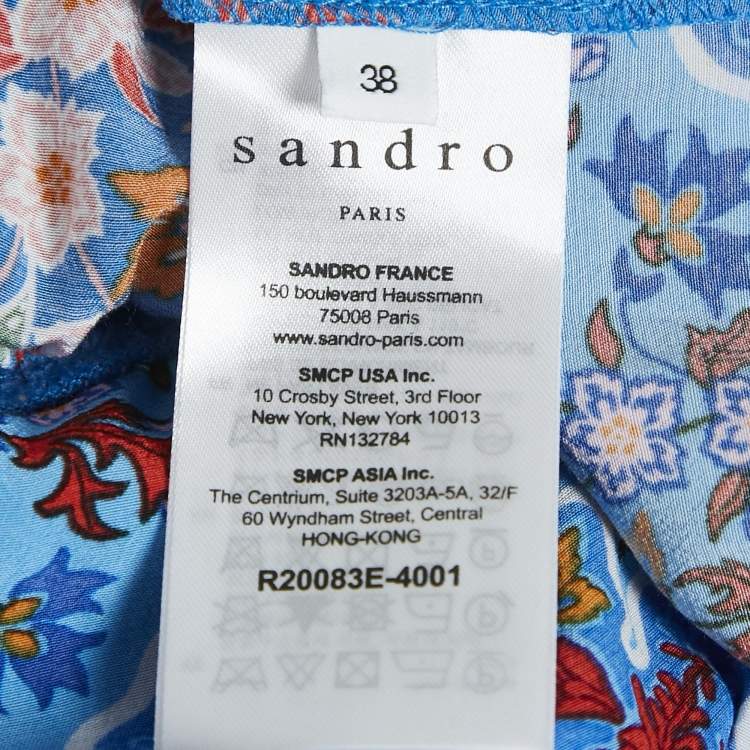 38
sandro
PARIS
SANDRO FRANCE
150 boulevard Haussmann
75008 Paris
www.sandro-paris.com
SMCP USA Inc.
10 Crosby Street, 3rd Floor
New York, New York 10013
RN132784
SMCP ASIA Inc.
The Centrium, Suite 3203A-5A, 32/F
60 Wyndham Street, Central
HONG-KONG
R20083E-4001